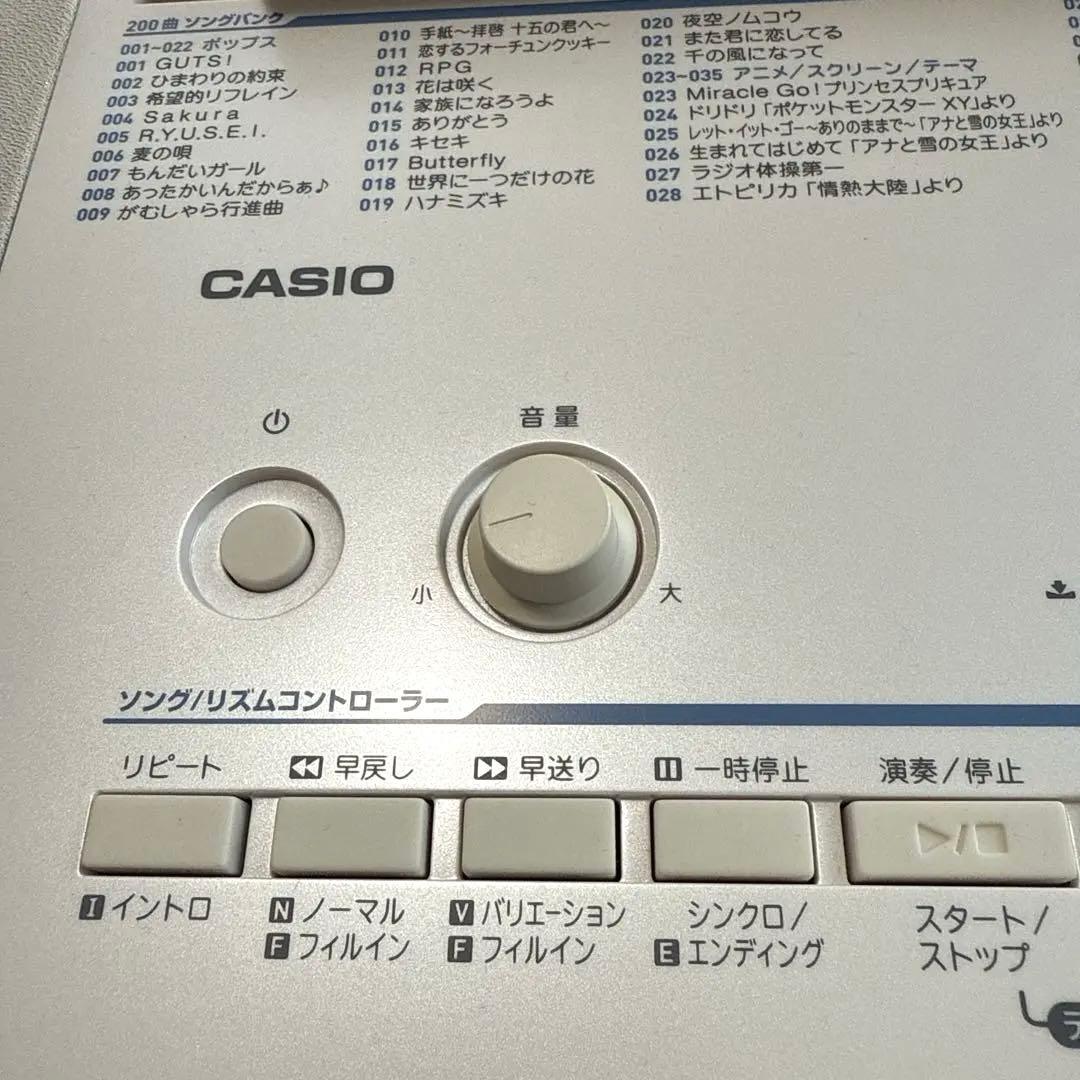 200曲 ソングバンク
001~022 ポップス
001 GUTS!
002 ひまわりの約束
003 希望的リフレイン
004 Sakura
005 R.Y.U.S.E.I.
006 麦の唄
007 もんだいガール
008 あったかいんだからぁ♪
009 がむしゃら行進曲
010 手紙～拝啓 十五の君へ～
011 恋するフォーチュンクッキー
012 RPG
013 花は咲く
014 家族になろうよ
015 ありがとう
016 キセキ
017 Butterfly
018 世界に一つだけの花
019 ハナミズキ
020 夜空ノムコウ
021 また君に恋してる
022 千の風になって
023~035 アニメ/スクリーン/テーマ
023 Miracle Go!プリンセスプリキュア
024 ドリドリ「ポケットモンスター XY」より
025 レット・イット・ゴー～ありのままで～「アナと雪の女王」より
026 生まれてはじめて「アナと雪の女王」より
027 ラジオ体操第一
028 エトピリカ「情熱大陸」より
CASIO
音量
小 大
ソング/リズムコントローラー
リピート 早戻し 早送り 一時停止 演奏/停止
I イントロ
N ノーマル
F フィルイン
V バリエーション
F フィルイン
シンクロ/
E エンディング
スタート/
ストップ